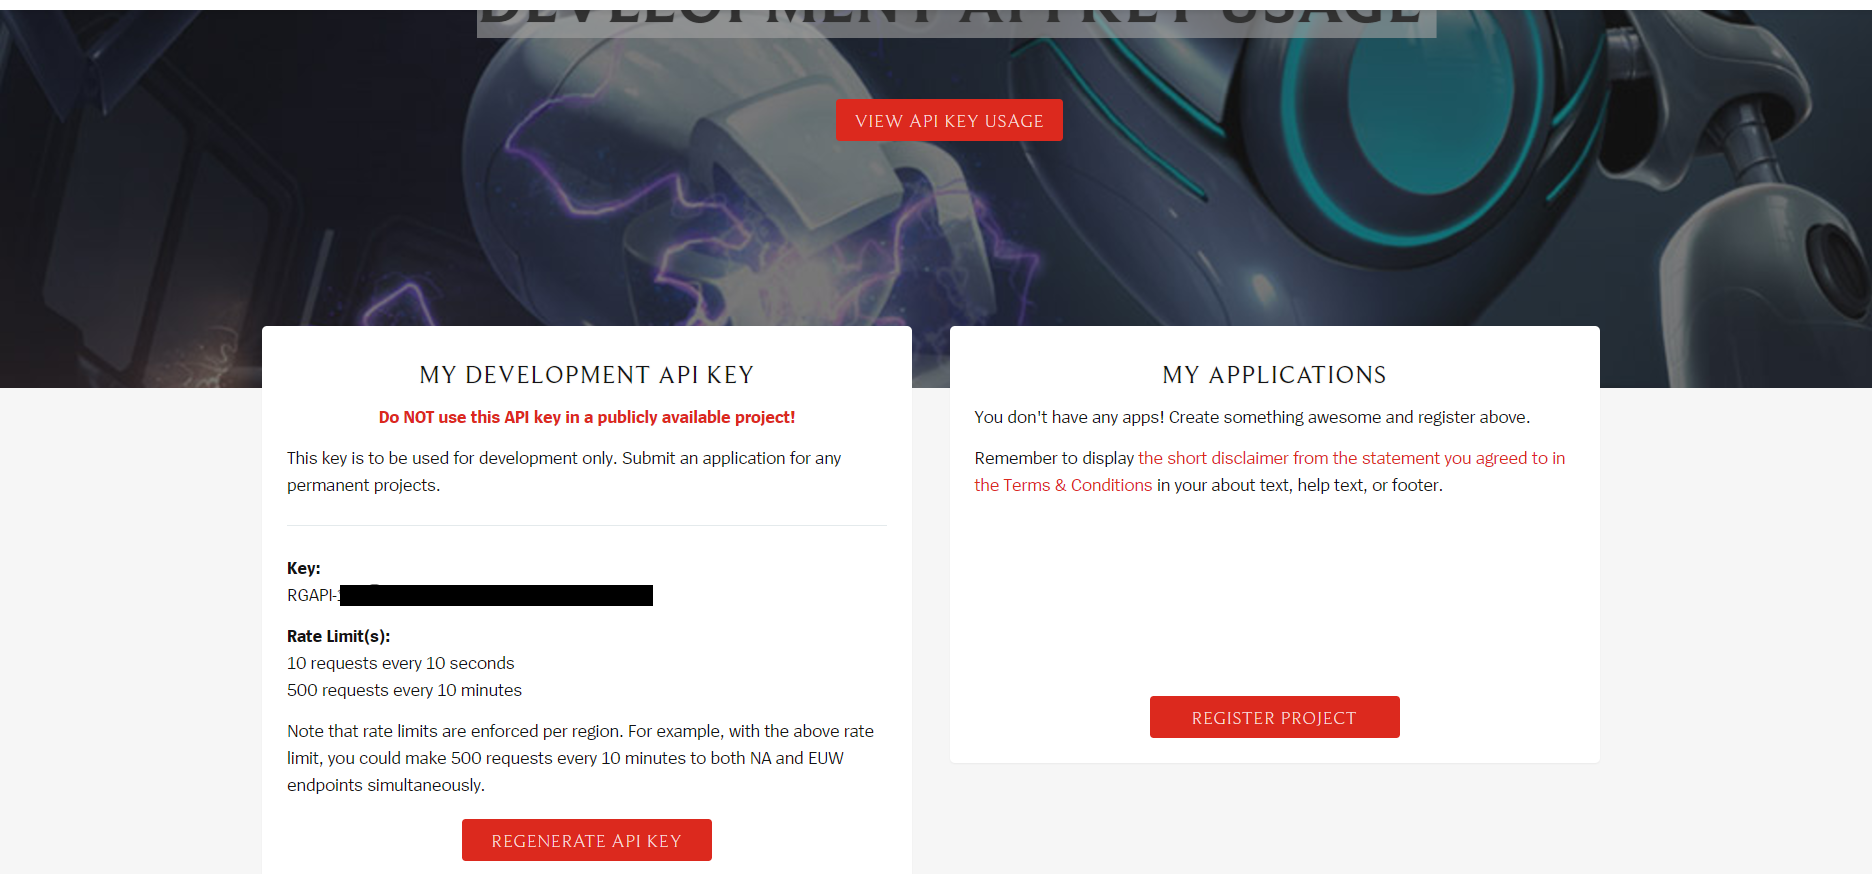 DEVELOPMENT API KEY USAGE
VIEW API KEY USAGE
MY DEVELOPMENT API KEY
Do NOT use this API key in a publicly available project!
This key is to be used for development only. Submit an application for any
permanent projects.
Key:
RGAPI-
Rate Limit(s):
10 requests every 10 seconds
500 requests every 10 minutes
Note that rate limits are enforced per region. For example, with the above rate
limit, you could make 500 requests every 10 minutes to both NA and EUW
endpoints simultaneously.
REGENERATE API KEY
MY APPLICATIONS
You don't have any apps! Create something awesome and register above.
Remember to display the short disclaimer from the statement you agreed to in
the Terms & Conditions in your about text, help text, or footer.
REGISTER PROJECT